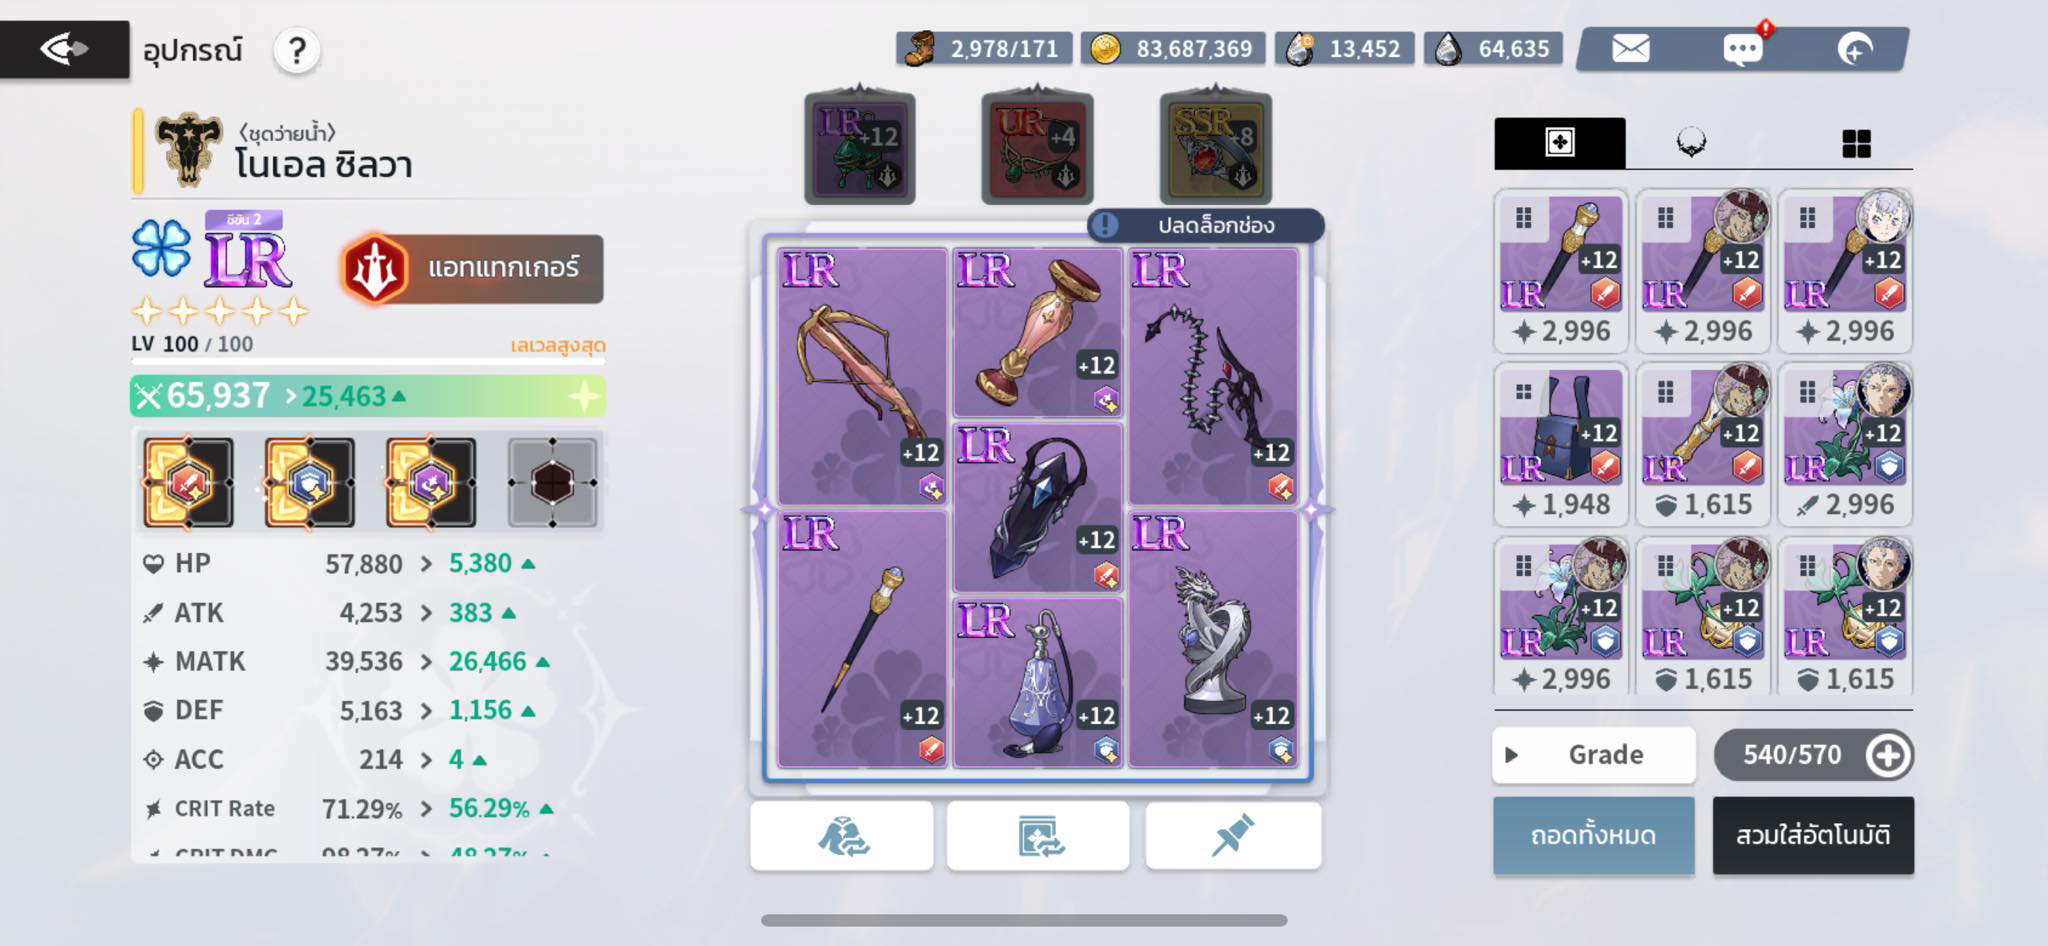 อุปกรณ์
?
2,978/171
83,687,369
13,452
64,635
〈ชุดว่ายน้ำ〉
โนเอล ซิลวา
ซีซัน 2
LR
แอทแทกเกอร์
LV 100 / 100
เลเวลสูงสุด
65,937 > 25,463
HP 57,880 > 5,380
ATK 4,253 > 383
MATK 39,536 > 26,466
DEF 5,163 > 1,156
ACC 214 > 4
CRIT Rate 71.29% > 56.29%
CRIT DMG 98.27% > 48.27%
LR +12
UR +4
SSR +8
ปลดล็อกช่อง
LR +12
LR +12
LR +12
LR +12
LR +12
LR +12
LR +12
LR +12 2,996
LR +12 2,996
LR +12 2,996
LR +12 1,948
LR +12 1,615
LR +12 2,996
LR +12 2,996
LR +12 1,615
LR +12 1,615
Grade
540/570
ถอดทั้งหมด
สวมใส่อัตโนมัติ